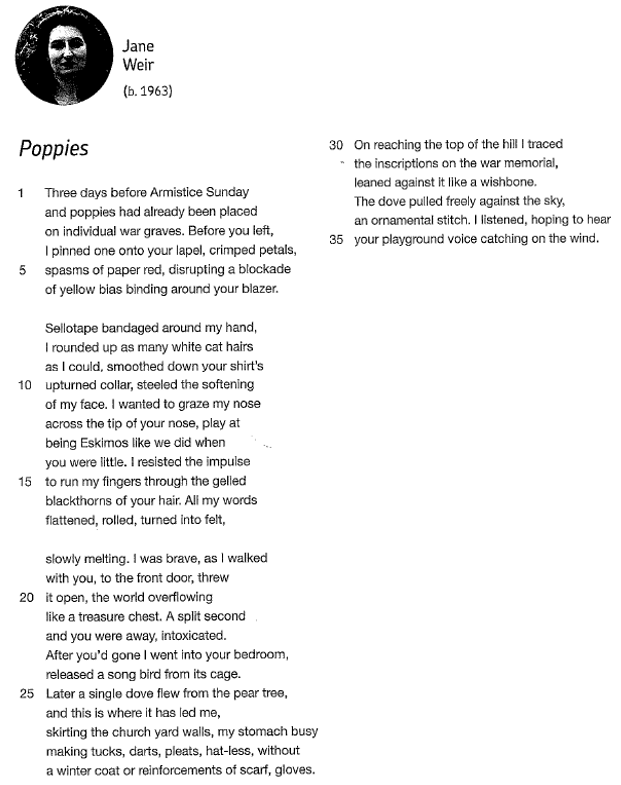 Jane
Weir
(b. 1963)
Poppies
1 Three days before Armistice Sunday
and poppies had already been placed
on individual war graves. Before you left,
I pinned one onto your lapel, crimped petals,
5 spasms of paper red, disrupting a blockade
of yellow bias binding around your blazer.
Sellotape bandaged around my hand,
I rounded up as many white cat hairs
as I could, smoothed down your shirt's
10 upturned collar, steeled the softening
of my face. I wanted to graze my nose
across the tip of your nose, play at
being Eskimos like we did when
you were little. I resisted the impulse
15 to run my fingers through the gelled
blackthorns of your hair. All my words
flattened, rolled, turned into felt,
slowly melting. I was brave, as I walked
with you, to the front door, threw
20 it open, the world overflowing
like a treasure chest. A split second
and you were away, intoxicated.
After you'd gone I went into your bedroom,
released a song bird from its cage.
25 Later a single dove flew from the pear tree,
and this is where it has led me,
skirting the church yard walls, my stomach busy
making tucks, darts, pleats, hat-less, without
a winter coat or reinforcements of scarf, gloves.
30 On reaching the top of the hill I traced
the inscriptions on the war memorial,
leaned against it like a wishbone.
The dove pulled freely against the sky,
an ornamental stitch. I listened, hoping to hear
35 your playground voice catching on the wind.